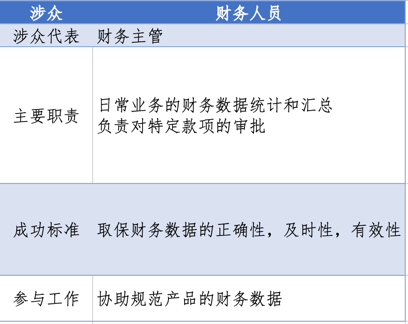 涉众 财务人员
涉众代表 财务主管
主要职责 日常业务的财务数据统计和汇总
负责对特定款项的审批
成功标准 取保财务数据的正确性，及时性，有效性
参与工作 协助规范产品的财务数据